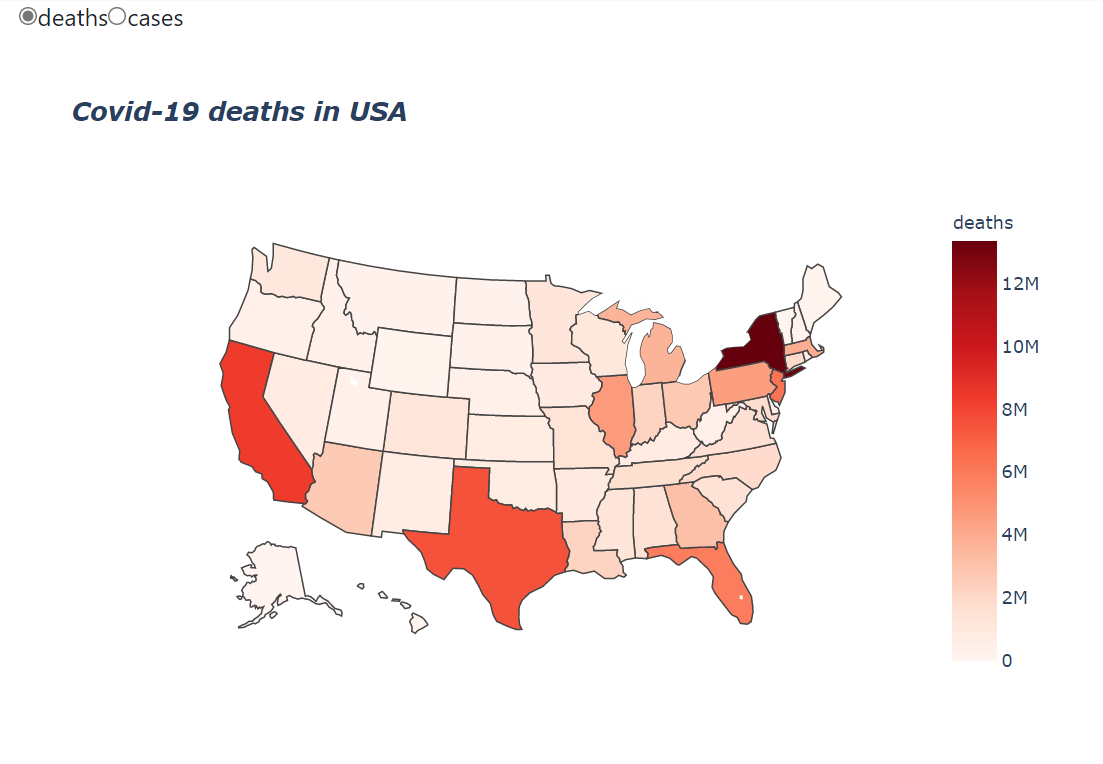 deaths cases
Covid-19 deaths in USA
deaths
12M
10M
8M
6M
4M
2M
0